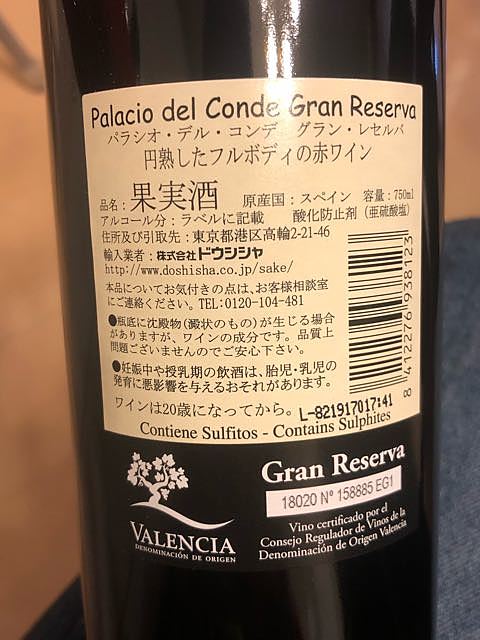 Palacio del Conde Gran Reserva
パラシオ・デル・コンデ グラン・レセルバ
円熟したフルボディの赤ワイン
品名：果実酒 原産国：スペイン 容量：750ml
アルコール分：ラベルに記載 酸化防止剤（亜硫酸塩）
住所及び引取先：東京都港区高輪2-21-46
輸入業者：株式会社ドウシシャ
http://www.doshisha.co.jp/sake/
本品についてお気付きの点は、お客様相談室
にご連絡ください。TEL:0120-104-481
●瓶底に沈殿物（澱状のもの）が生じる場合
がありますが、ワインの成分です。品質上
問題ございませんのでご安心下さい。
●妊娠中や授乳期の飲酒は、胎児・乳児の
発育に悪影響を与えるおそれがあります。
ワインは20歳になってから。
L-821917017:41
8 412276 938123
Contiene Sulfitos - Contains Sulphites
Gran Reserva
18020 Nº 158885 EG1
VALENCIA
DENOMINACIÓN DE ORIGEN
Vino certificado por el
Consejo Regulador de Vinos de la
Denominación de Origen Valencia